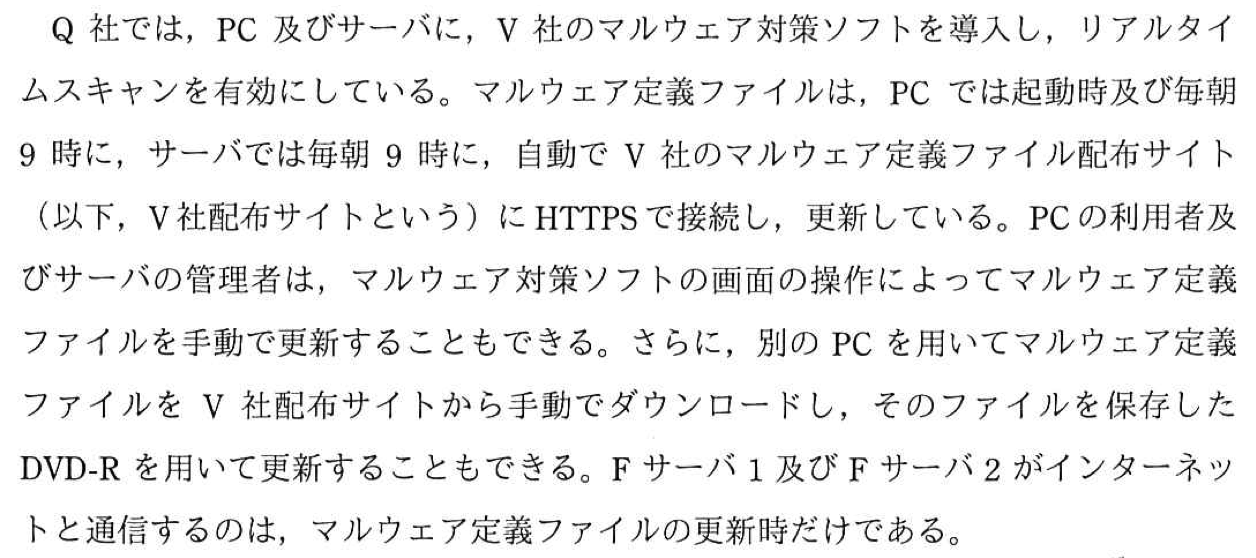 Q 社では，PC 及びサーバに，V 社のマルウェア対策ソフトを導入し，リアルタイ
ムスキャンを有効にしている。マルウェア定義ファイルは，PC では起動時及び毎朝
9 時に，サーバでは毎朝 9 時に，自動で V 社のマルウェア定義ファイル配布サイト
（以下，V社配布サイトという）に HTTPS で接続し，更新している。PC の利用者及
びサーバの管理者は，マルウェア対策ソフトの画面の操作によってマルウェア定義
ファイルを手動で更新することもできる。さらに，別の PC を用いてマルウェア定義
ファイルを V 社配布サイトから手動でダウンロードし，そのファイルを保存した
DVD-R を用いて更新することもできる。F サーバ 1 及び F サーバ 2 がインターネッ
トと通信するのは，マルウェア定義ファイルの更新時だけである。